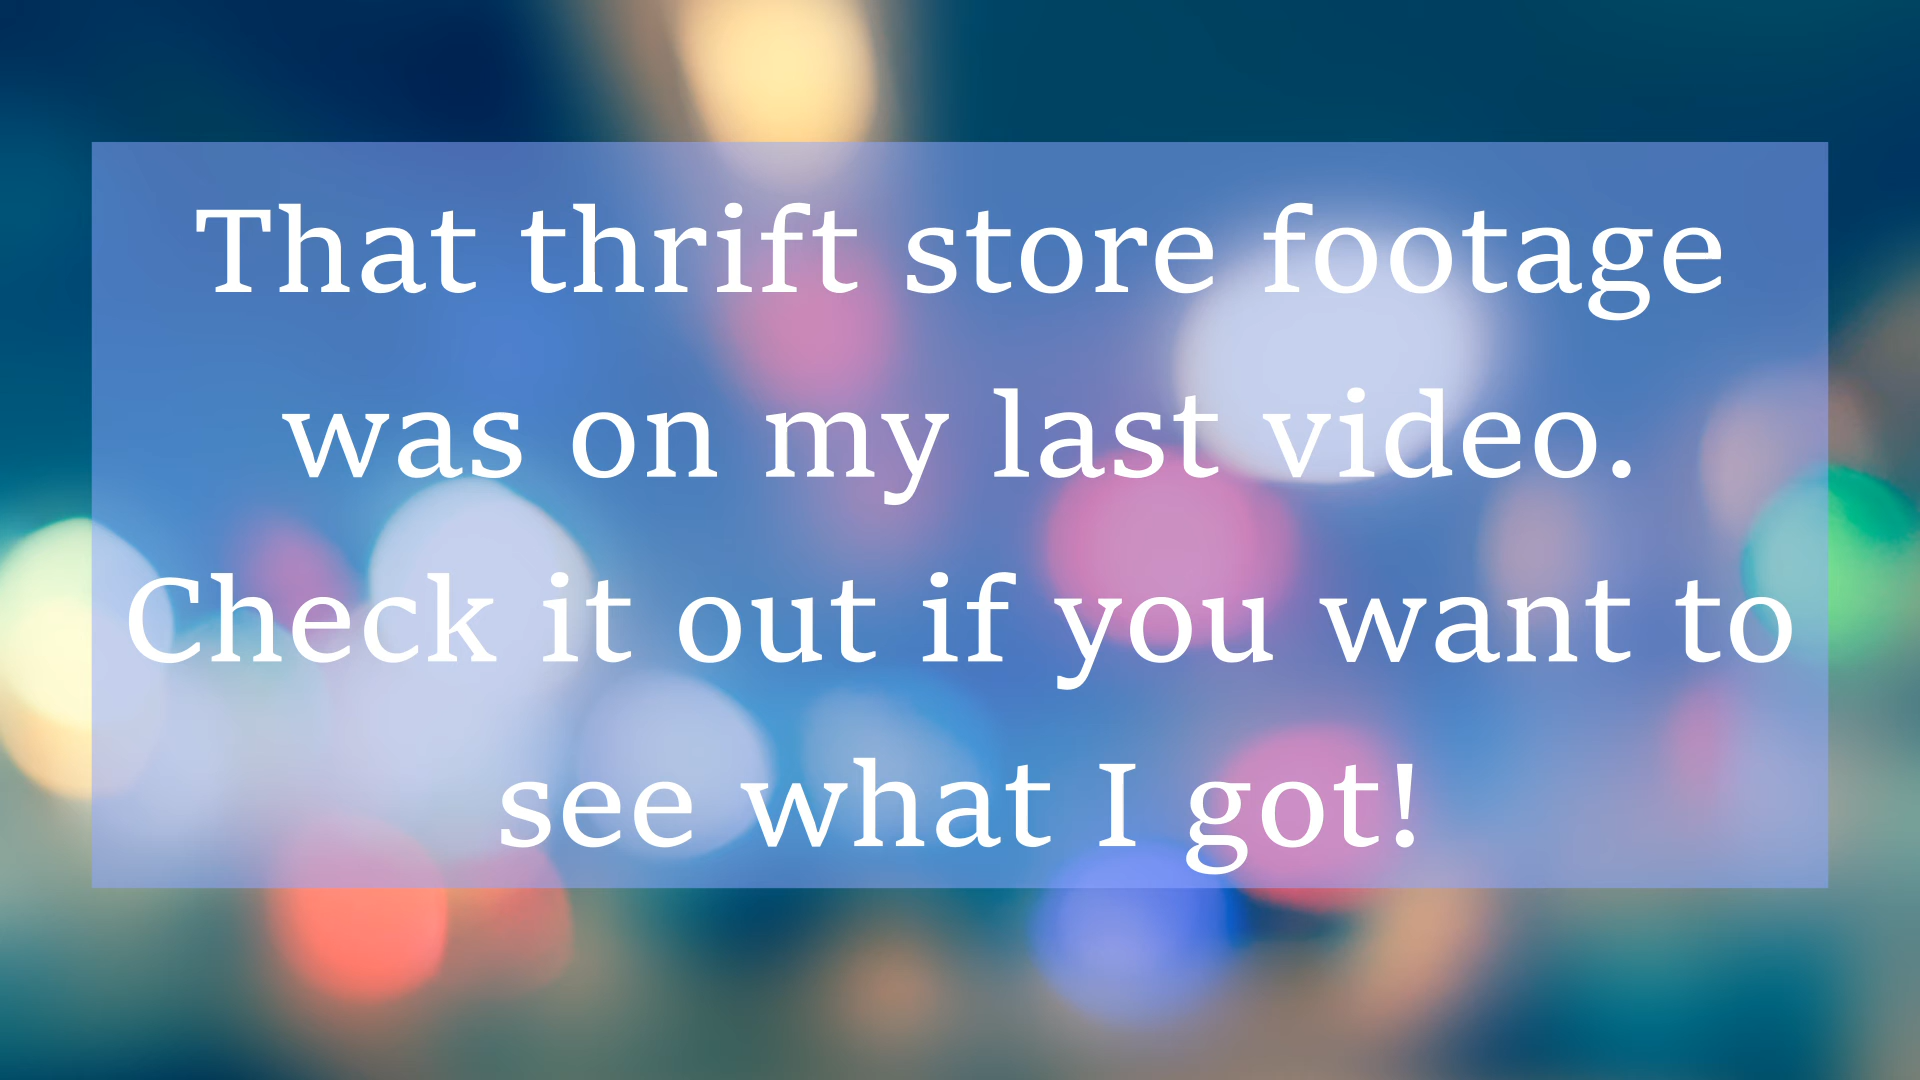 That thrift store footage
was on my last video.
Check it out if you want to
see what I got!